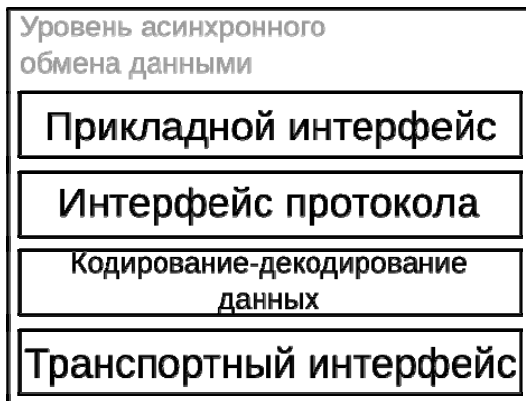 Уровень асинхронного
обмена данными
Прикладной интерфейс
Интерфейс протокола
Кодирование-декодирование
данных
Транспортный интерфейс